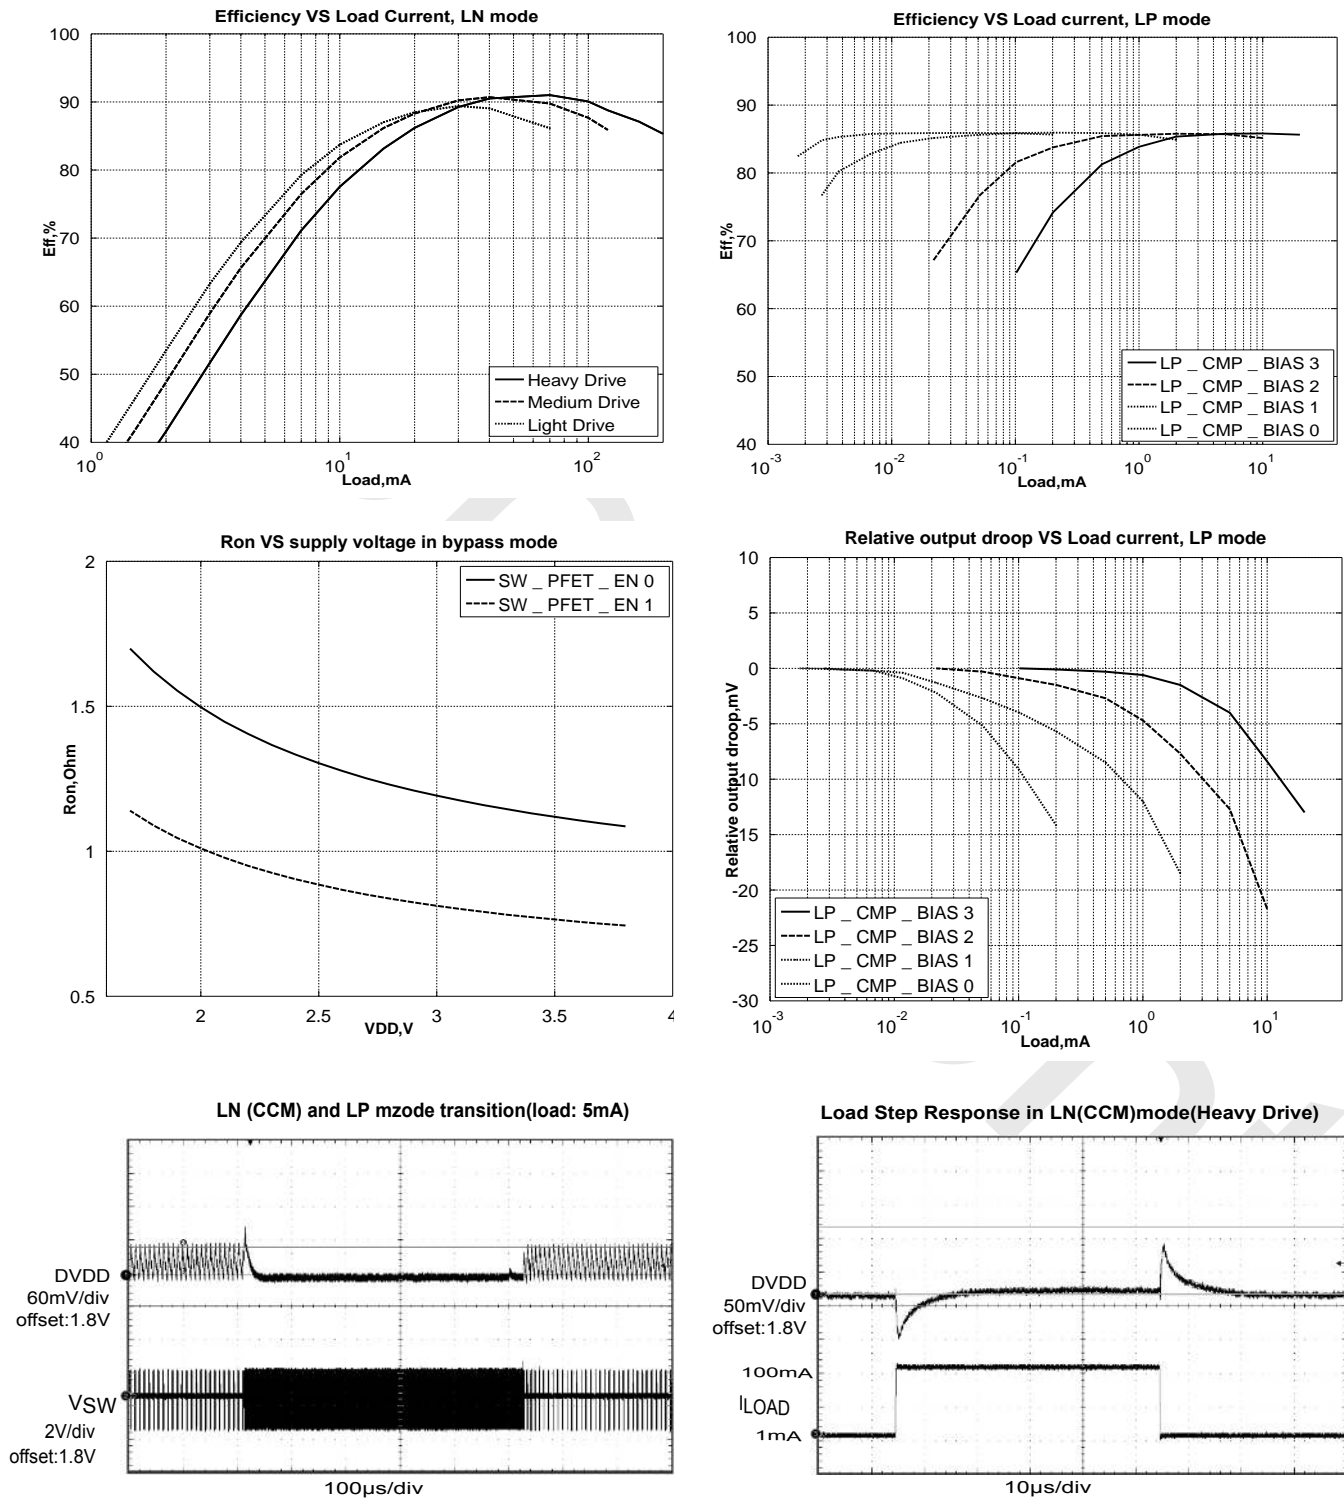 Efficiency VS Load Current, LN mode
100
90
80
70
60
50
40
Eff,%
Heavy Drive
Medium Drive
Light Drive
10^0 10^1 10^2
Load,mA
Efficiency VS Load current, LP mode
100
90
80
70
60
50
40
Eff,%
LP _ CMP _ BIAS 3
LP _ CMP _ BIAS 2
LP _ CMP _ BIAS 1
LP _ CMP _ BIAS 0
10^-3 10^-2 10^-1 10^0 10^1
Load,mA
Ron VS supply voltage in bypass mode
2
1.5
1
0.5
Ron,Ohm
SW _ PFET _ EN 0
SW _ PFET _ EN 1
2 2.5 3 3.5 4
VDD,V
Relative output droop VS Load current, LP mode
10
5
0
-5
-10
-15
-20
-25
-30
Relative output droop,mV
LP _ CMP _ BIAS 3
LP _ CMP _ BIAS 2
LP _ CMP _ BIAS 1
LP _ CMP _ BIAS 0
10^-3 10^-2 10^-1 10^0 10^1
Load,mA
LN (CCM) and LP mzode transition(load: 5mA)
DVDD
60mV/div
offset:1.8V
VSW
2V/div
offset:1.8V
100µs/div
Load Step Response in LN(CCM)mode(Heavy Drive)
DVDD
50mV/div
offset:1.8V
100mA
ILOAD
1mA
10µs/div